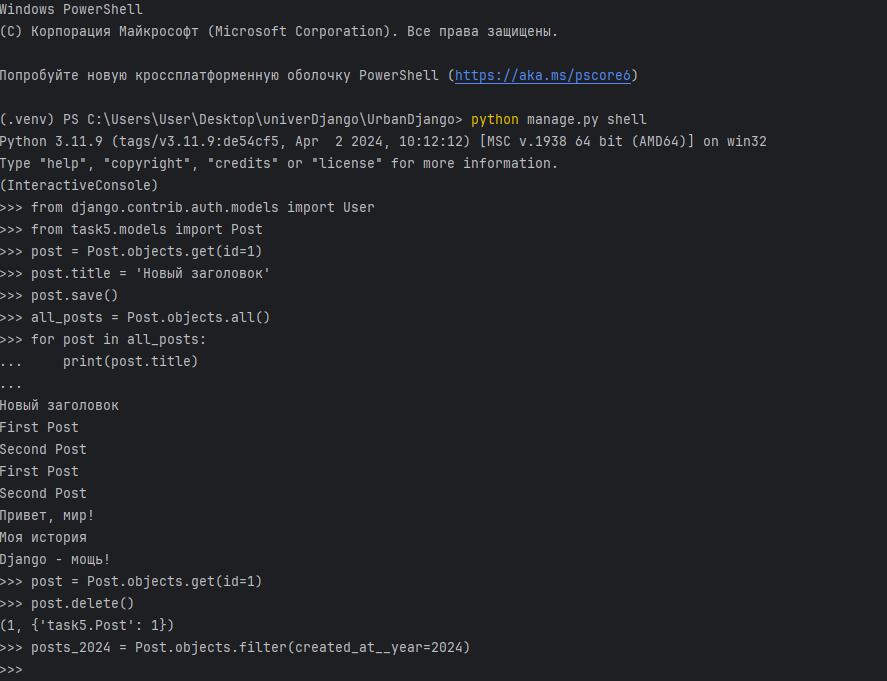 Windows PowerShell
(C) Корпорация Майкрософт (Microsoft Corporation). Все права защищены.
Попробуйте новую кроссплатформенную оболочку PowerShell (https://aka.ms/pscore6)
(.venv) PS C:\Users\User\Desktop\univerDjango\UrbanDjango> python manage.py shell
Python 3.11.9 (tags/v3.11.9:de54cf5, Apr  2 2024, 10:12:12) [MSC v.1938 64 bit (AMD64)] on win32
Type "help", "copyright", "credits" or "license" for more information.
(InteractiveConsole)
>>> from django.contrib.auth.models import User
>>> from task5.models import Post
>>> post = Post.objects.get(id=1)
>>> post.title = 'Новый заголовок'
>>> post.save()
>>> all_posts = Post.objects.all()
>>> for post in all_posts:
...     print(post.title)
...
Новый заголовок
First Post
Second Post
First Post
Second Post
Привет, мир!
Моя история
Django - мощь!
>>> post = Post.objects.get(id=1)
>>> post.delete()
(1, {'task5.Post': 1})
>>> posts_2024 = Post.objects.filter(created_at__year=2024)
>>>